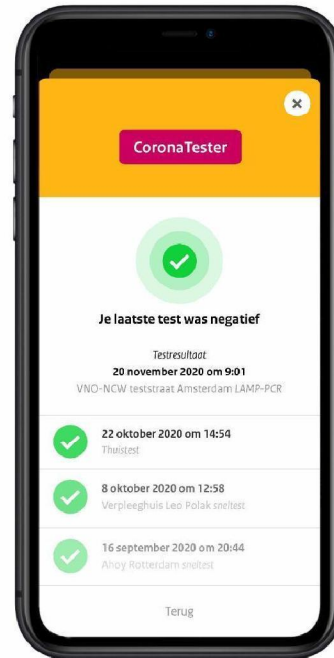 CoronaTester
Je laatste test was negatief
Testresultaat
20 november 2020 om 9:01
VNO-NCW teststraat Amsterdam LAMP-PCR
22 oktober 2020 om 14:54
Thuistest
8 oktober 2020 om 12:58
Verpleeghuis Leo Polak sneltest
16 september 2020 om 20:44
Ahoy Rotterdam sneltest
Terug